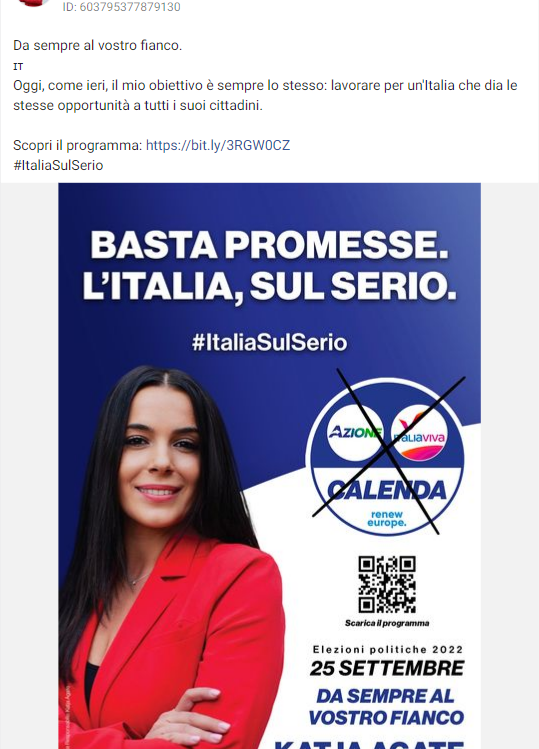 ID: 603795377879130
Da sempre al vostro fianco.
IT
Oggi, come ieri, il mio obiettivo è sempre lo stesso: lavorare per un'Italia che dia le
stesse opportunità a tutti i suoi cittadini.
Scopri il programma: https://bit.ly/3RGW0CZ
#ItaliaSulSerio
BASTA PROMESSE.
L'ITALIA, SUL SERIO.
#ItaliaSulSerio
AZIONE
ITALIAVIVA
CALENDA
renew
europe.
Scarica il programma
Elezioni politiche 2022
25 SETTEMBRE
DA SEMPRE AL
VOSTRO FIANCO
KATIA AGATE